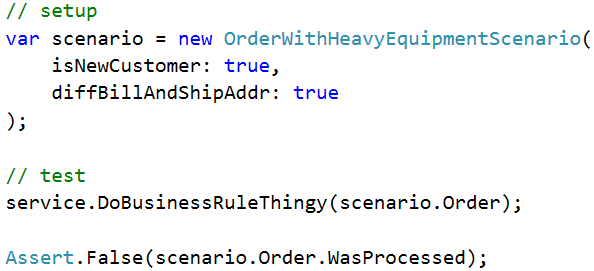 // setup
var scenario = new OrderWithHeavyEquipmentScenario(
    isNewCustomer: true,
    diffBillAndShipAddr: true
);
// test
service.DoBusinessRuleThingy(scenario.Order);
Assert.False(scenario.Order.WasProcessed);